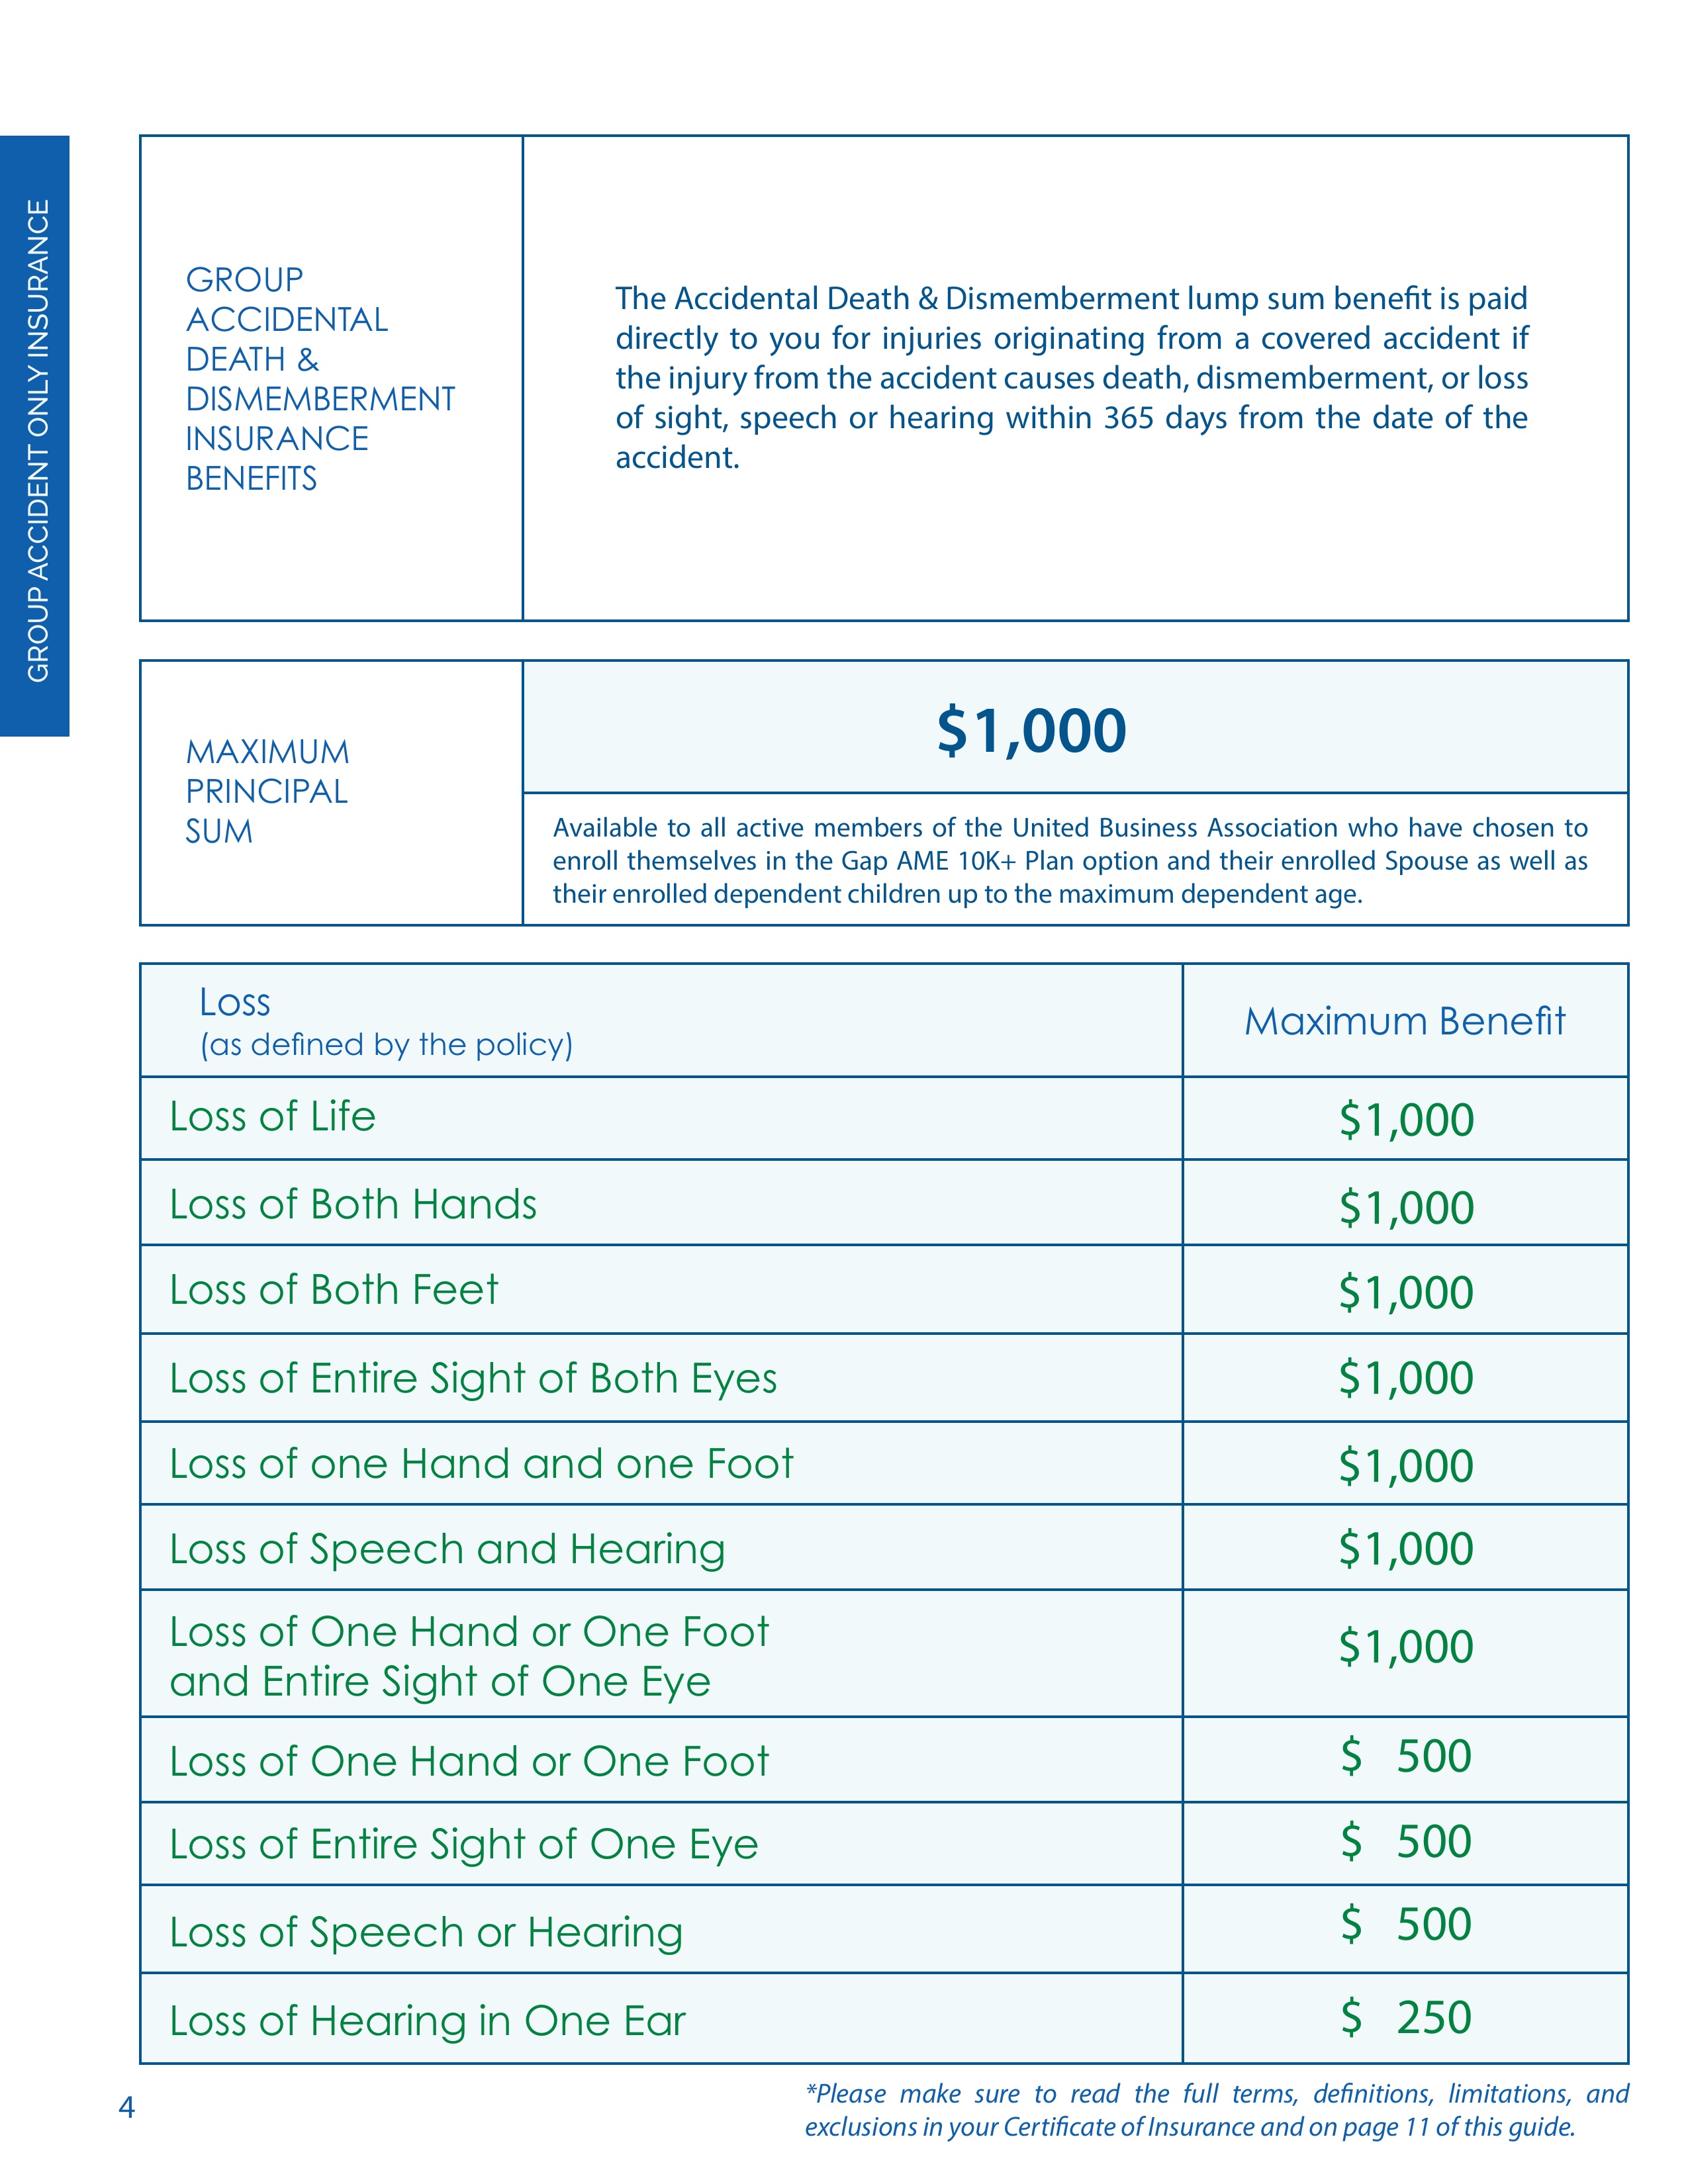 GROUP ACCIDENT ONLY INSURANCE
GROUP
ACCIDENTAL
DEATH &
DISMEMBERMENT
INSURANCE
BENEFITS
The Accidental Death & Dismemberment lump sum benefit is paid
directly to you for injuries originating from a covered accident if
the injury from the accident causes death, dismemberment, or loss
of sight, speech or hearing within 365 days from the date of the
accident.
MAXIMUM
PRINCIPAL
SUM
$1,000
Available to all active members of the United Business Association who have chosen to
enroll themselves in the Gap AME 10K+ Plan option and their enrolled Spouse as well as
their enrolled dependent children up to the maximum dependent age.
Loss
(as defined by the policy)
Maximum Benefit
Loss of Life $1,000
Loss of Both Hands $1,000
Loss of Both Feet $1,000
Loss of Entire Sight of Both Eyes $1,000
Loss of one Hand and one Foot $1,000
Loss of Speech and Hearing $1,000
Loss of One Hand or One Foot
and Entire Sight of One Eye
$1,000
Loss of One Hand or One Foot $ 500
Loss of Entire Sight of One Eye $ 500
Loss of Speech or Hearing $ 500
Loss of Hearing in One Ear $ 250
*Please make sure to read the full terms, definitions, limitations, and
exclusions in your Certificate of Insurance and on page 11 of this guide.
4